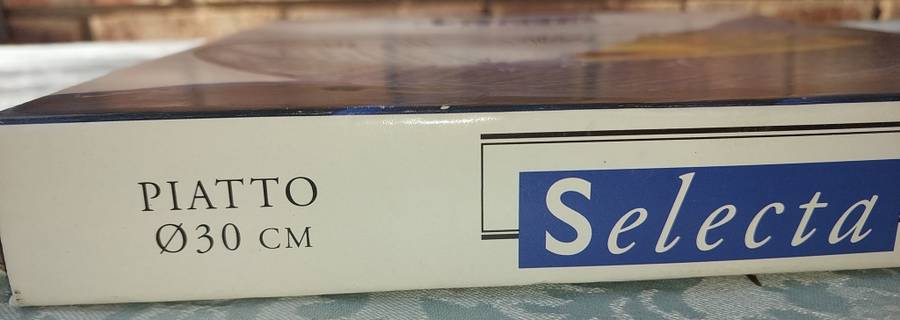 PIATTO
Ø30 CM
Selecta